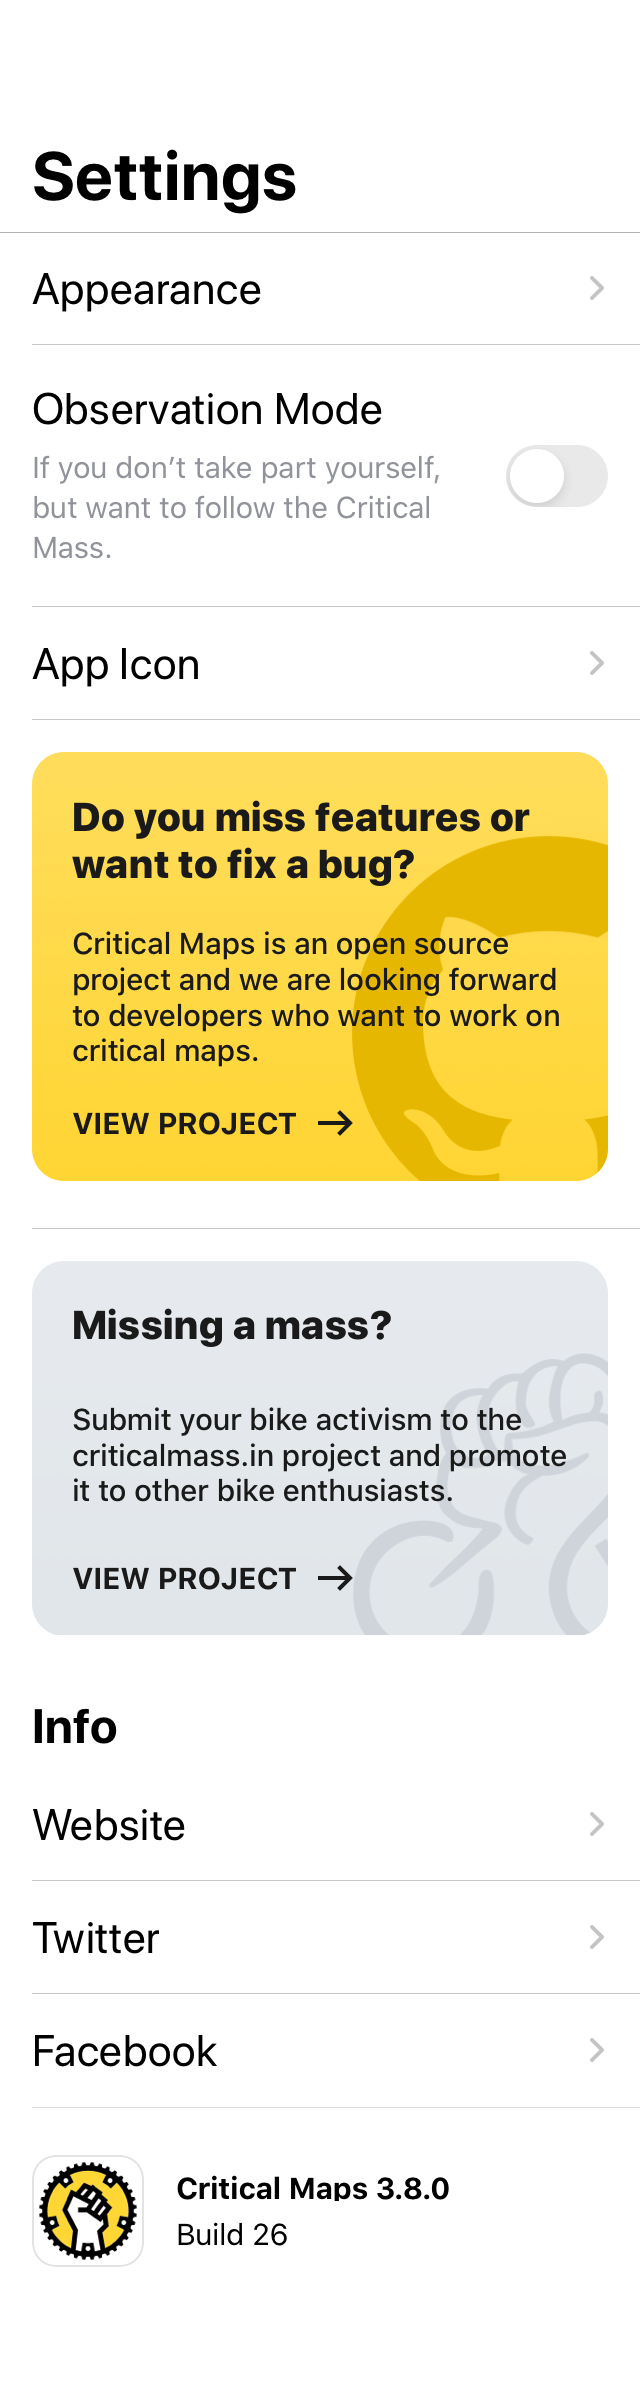 Settings
Appearance
Observation Mode
If you don’t take part yourself,
but want to follow the Critical
Mass.
App Icon
Do you miss features or
want to fix a bug?
Critical Maps is an open source
project and we are looking forward
to developers who want to work on
critical maps.
VIEW PROJECT
Missing a mass?
Submit your bike activism to the
criticalmass.in project and promote
it to other bike enthusiasts.
VIEW PROJECT
Info
Website
Twitter
Facebook
Critical Maps 3.8.0
Build 26